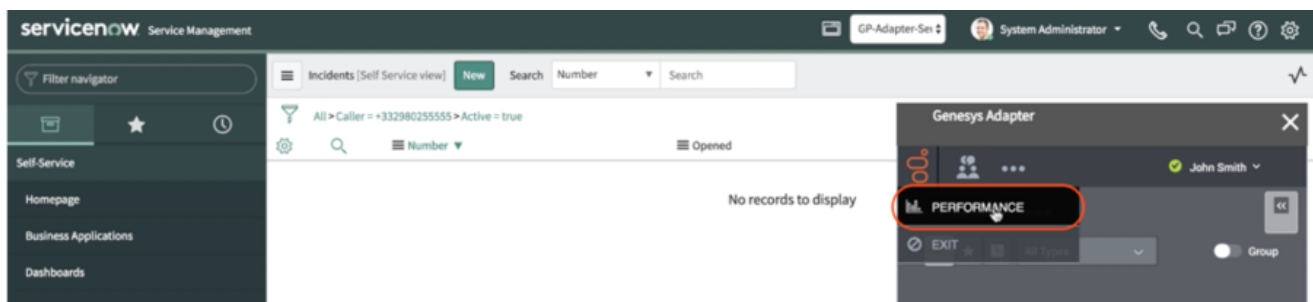 servicenow Service Management
GP-Adapter-Ser
System Administrator
Filter navigator
Incidents [Self Service view] New Search Number Search
All > Caller = +332980255555 > Active = true
Number
Opened
No records to display
Self-Service
Homepage
Business Applications
Dashboards
Genesys Adapter
John Smith
PERFORMANCE
EXIT
All Types
Group